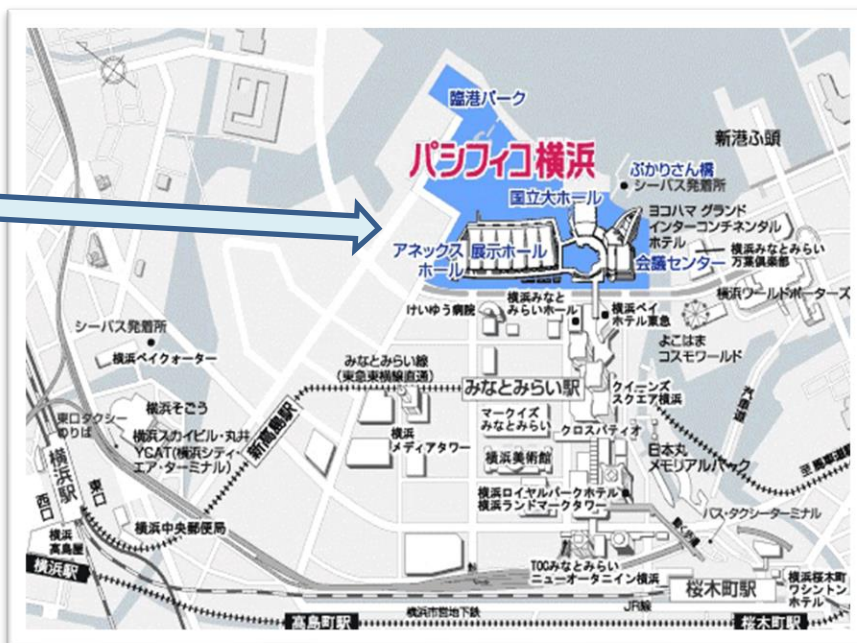 臨港パーク
パシフィコ横浜
新港ふ頭
ぷかりさん橋
シーバス発着所
国立大ホール
ヨコハマ グランド
インターコンチネンタル
ホテル
アネックス
ホール
展示ホール
会議センター
横浜みなとみらい
万葉倶楽部
けいゆう病院
横浜みなと
みらいホール
横浜ベイ
ホテル東急
横浜ワールドポーターズ
よこはま
コスモワールド
シーバス発着所
横浜ベイクォーター
みなとみらい線
(東急東横線直通)
みなとみらい駅
クイーンズ
スクエア横浜
汽車道
東口タクシー
のりば
横浜そごう
横浜スカイビル・丸井
YCAT(横浜シティ・
エア・ターミナル)
新高島駅
横浜
メディアタワー
マークイズ
みなとみらい
クロスパティオ
横浜美術館
日本丸
メモリアルパーク
至馬車道駅
横浜駅
西口
東口
横浜ロイヤルパークホテル
横浜ランドマークタワー
動く歩道
バス・タクシーターミナル
横浜中央郵便局
横浜
高島屋
横浜駅
TOCみなとみらい
ニューオータニイン横浜
桜木町駅
横浜桜木町
ワシントン
ホテル
高島町駅
横浜市営地下鉄
JR線
桜木町駅